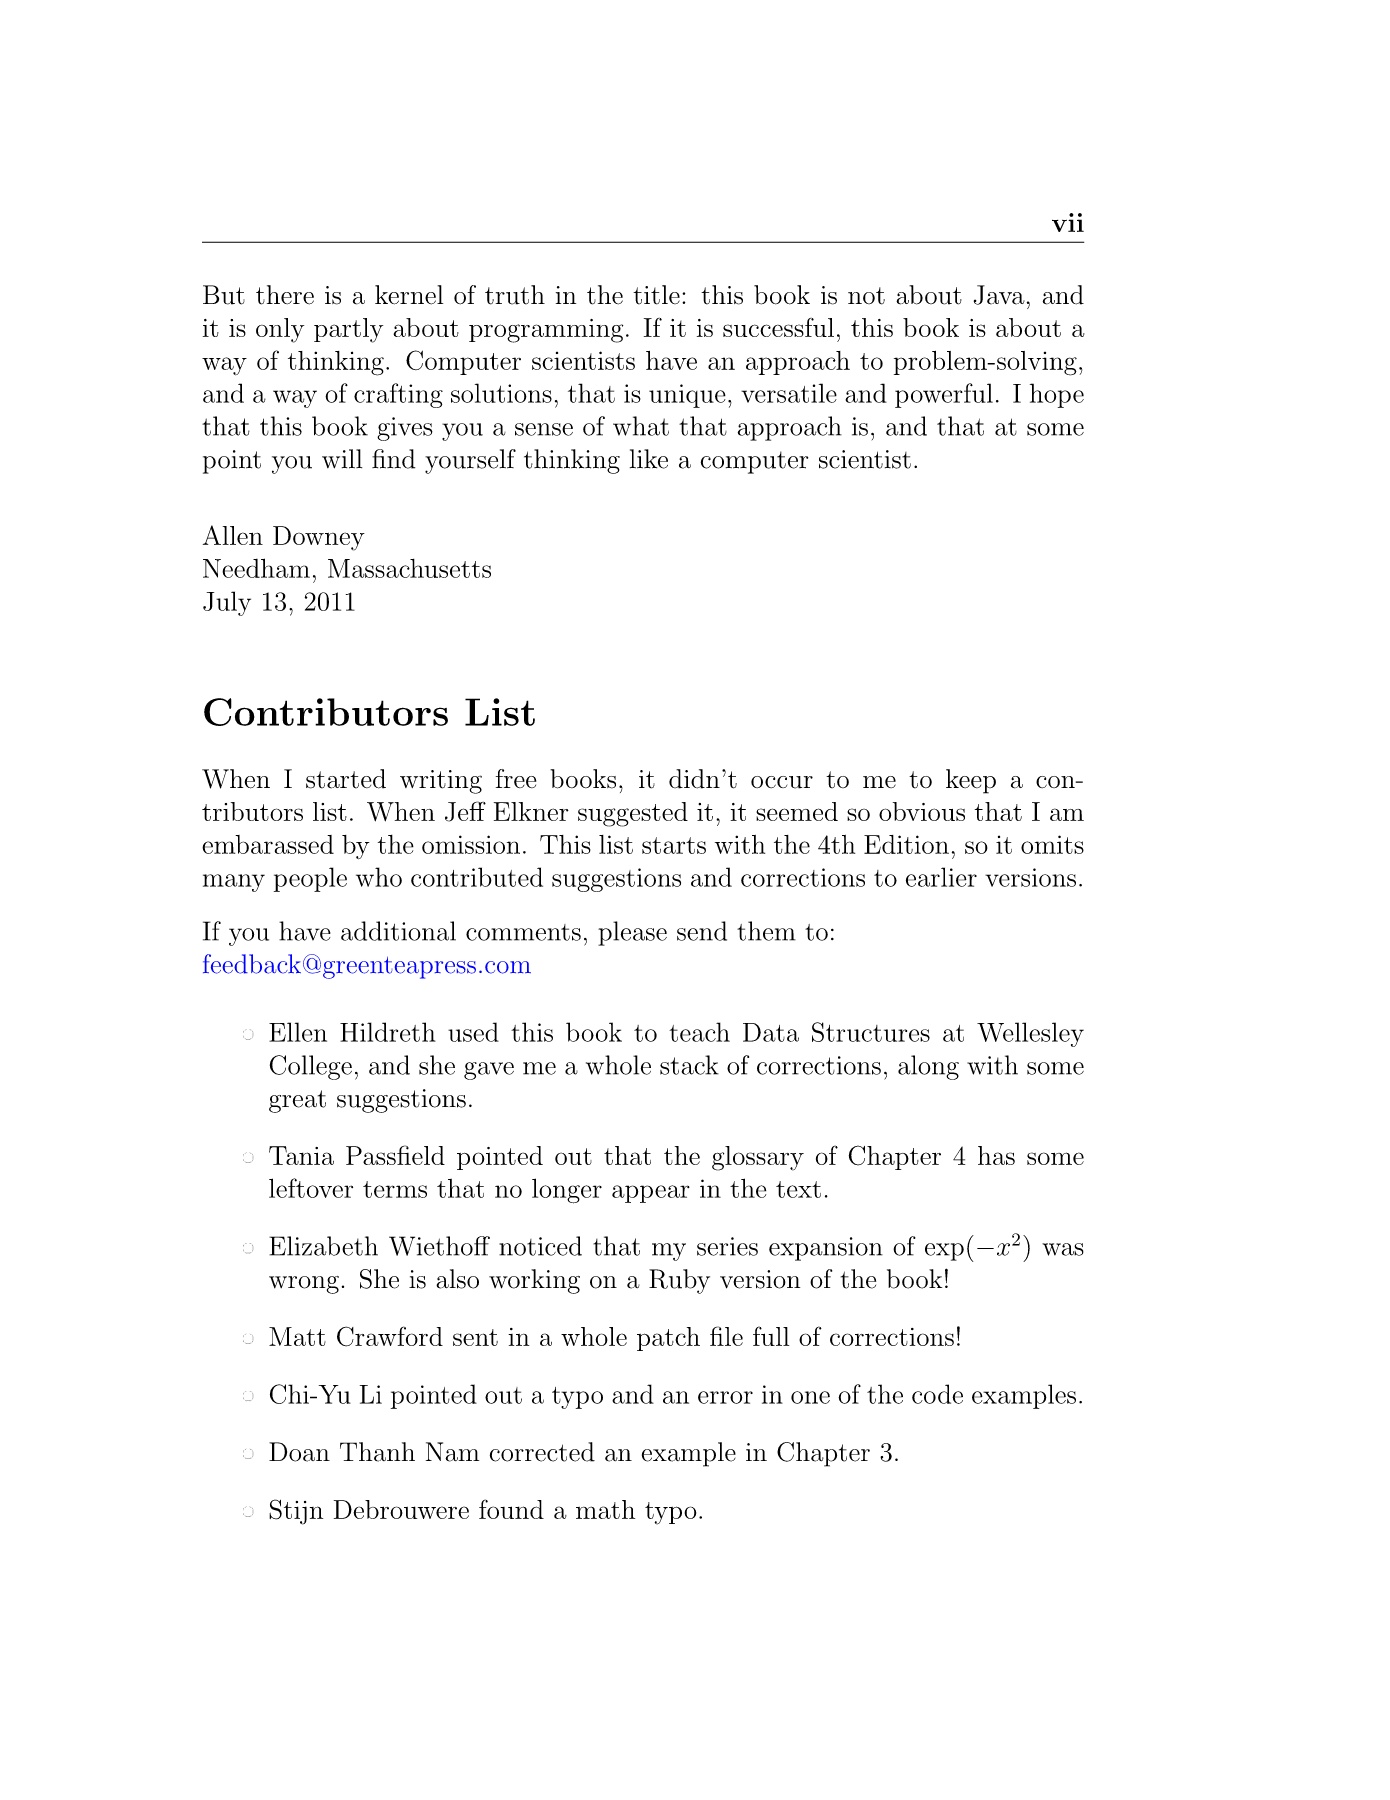 vii
But there is a kernel of truth in the title: this book is not about Java, and
it is only partly about programming. If it is successful, this book is about a
way of thinking. Computer scientists have an approach to problem-solving,
and a way of crafting solutions, that is unique, versatile and powerful. I hope
that this book gives you a sense of what that approach is, and that at some
point you will find yourself thinking like a computer scientist.
Allen Downey
Needham, Massachusetts
July 13, 2011
Contributors List
When I started writing free books, it didn't occur to me to keep a con-
tributors list. When Jeff Elkner suggested it, it seemed so obvious that I am
embarassed by the omission. This list starts with the 4th Edition, so it omits
many people who contributed suggestions and corrections to earlier versions.
If you have additional comments, please send them to:
feedback@greenteapress.com
◦ Ellen Hildreth used this book to teach Data Structures at Wellesley
College, and she gave me a whole stack of corrections, along with some
great suggestions.
◦ Tania Passfield pointed out that the glossary of Chapter 4 has some
leftover terms that no longer appear in the text.
◦ Elizabeth Wiethoff noticed that my series expansion of exp(−x²) was
wrong. She is also working on a Ruby version of the book!
◦ Matt Crawford sent in a whole patch file full of corrections!
◦ Chi-Yu Li pointed out a typo and an error in one of the code examples.
◦ Doan Thanh Nam corrected an example in Chapter 3.
◦ Stijn Debrouwere found a math typo.